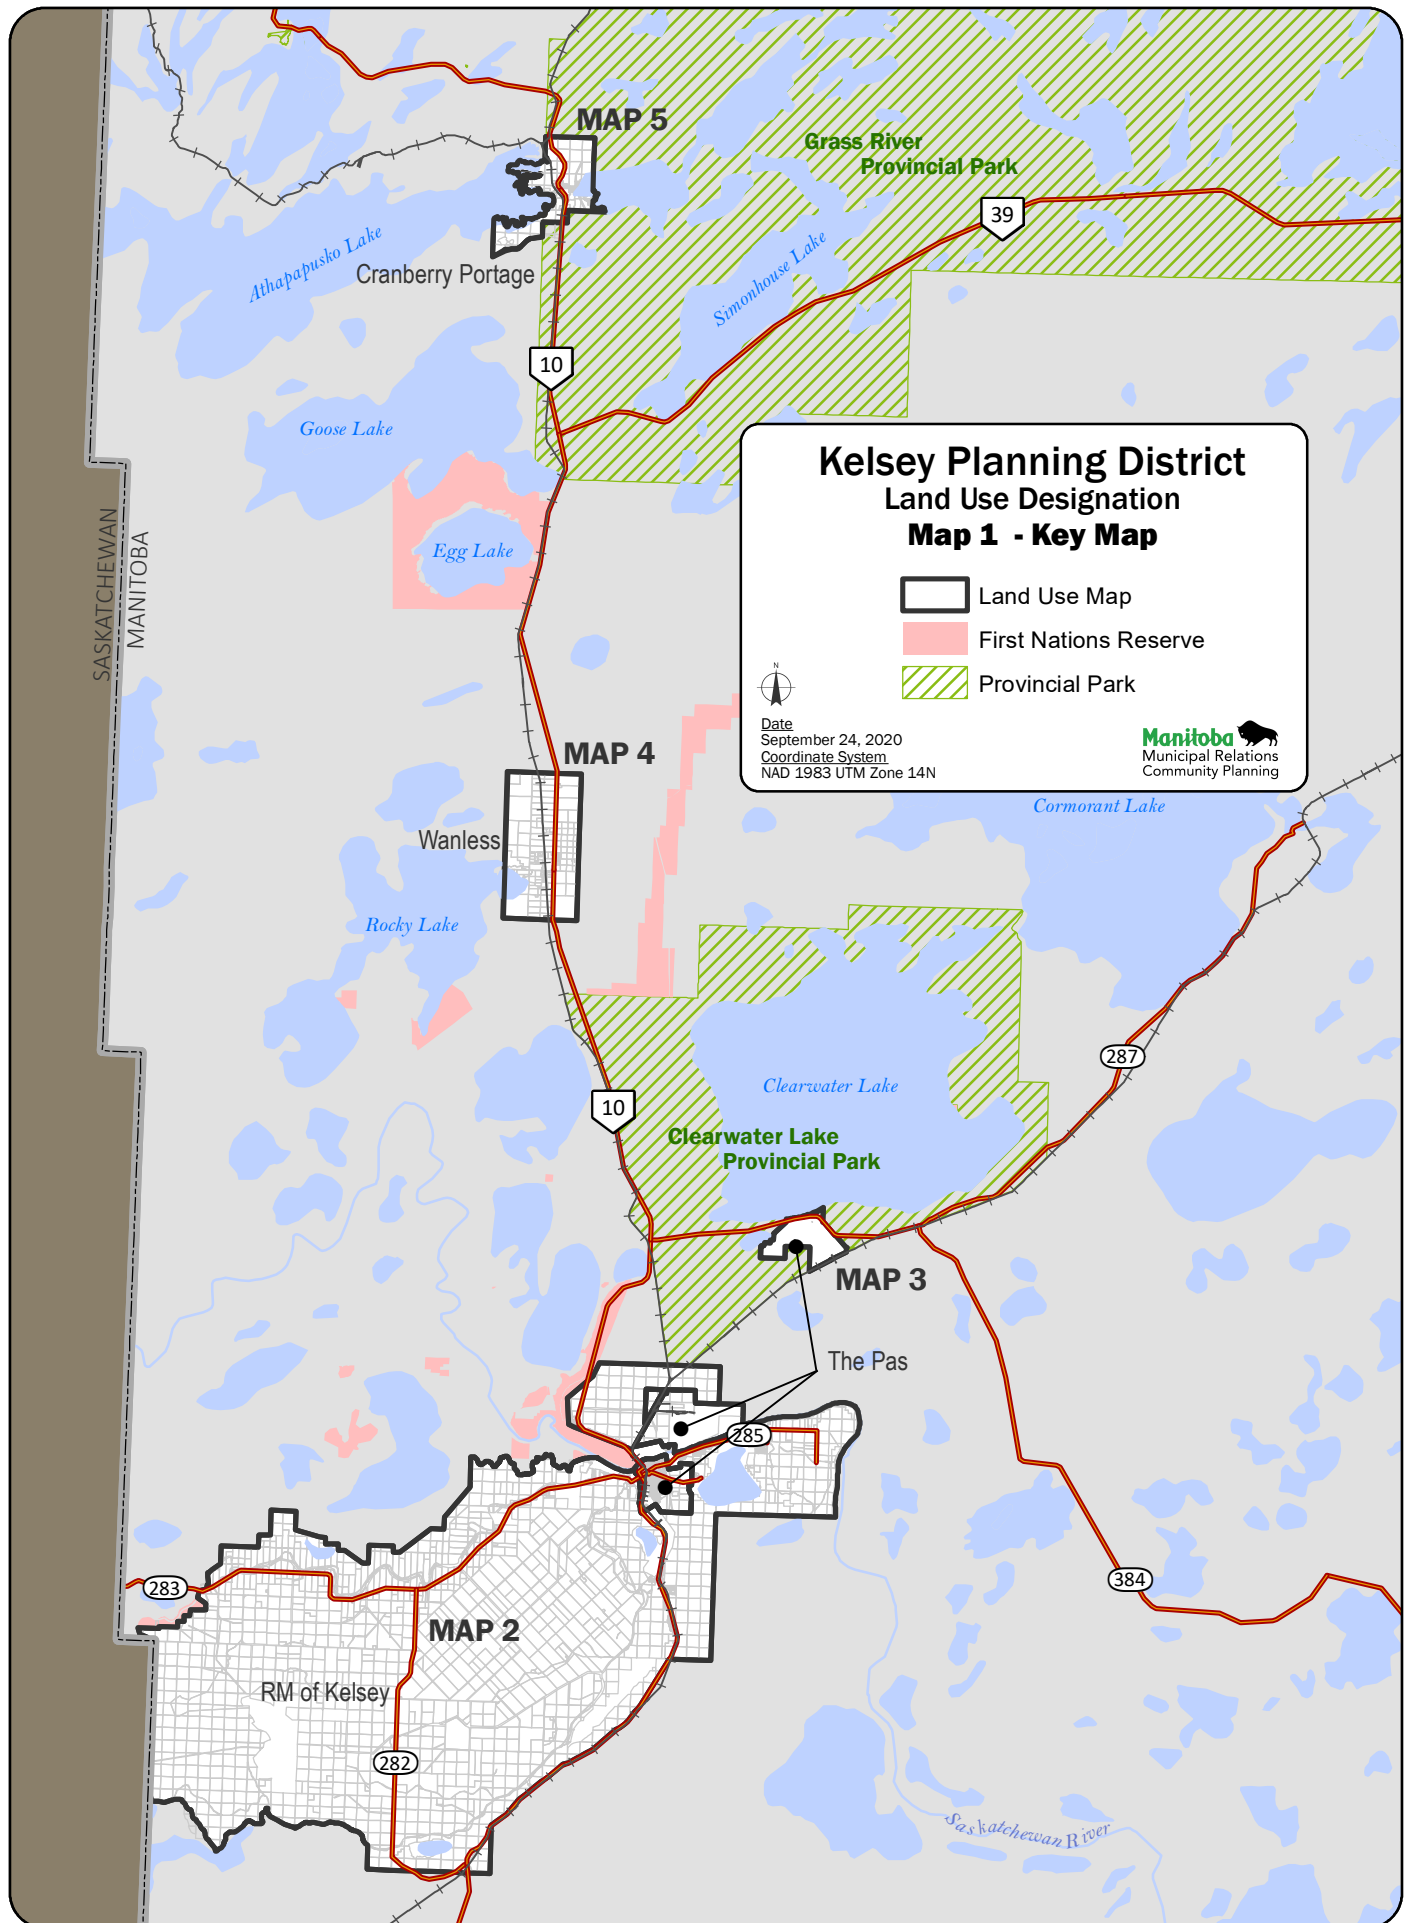 MAP 5
Grass River
Provincial Park
39
Athapapusko Lake
Simonhouse Lake
Cranberry Portage
10
Goose Lake
Kelsey Planning District
Land Use Designation
Map 1 - Key Map
Land Use Map
First Nations Reserve
Provincial Park
N
Date
September 24, 2020
Coordinate System
NAD 1983 UTM Zone 14N
Manitoba
Municipal Relations
Community Planning
Egg Lake
SASKATCHEWAN
MANITOBA
MAP 4
Cormorant Lake
Wanless
Rocky Lake
287
Clearwater Lake
10
Clearwater Lake
Provincial Park
MAP 3
The Pas
285
283
384
MAP 2
RM of Kelsey
282
Saskatchewan River